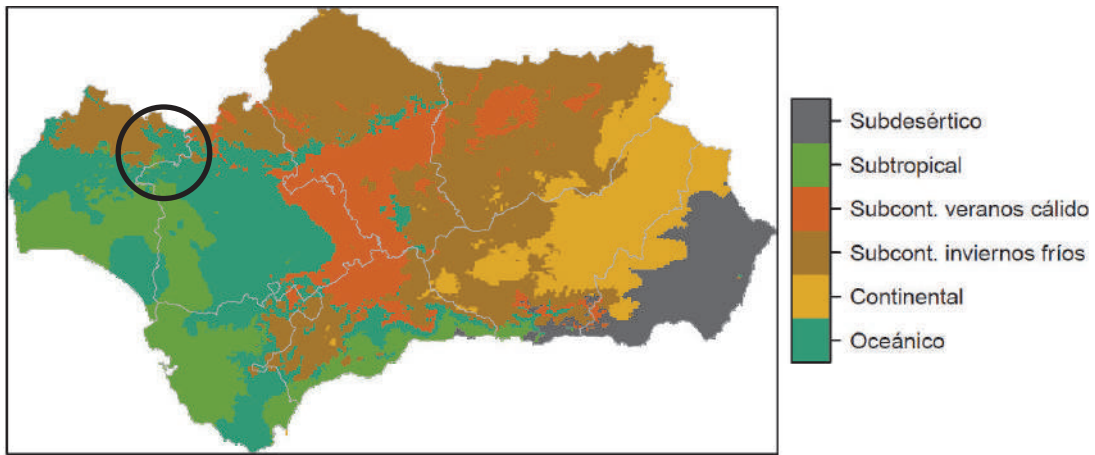 Subdesértico
Subtropical
Subcont. veranos cálido
Subcont. inviernos fríos
Continental
Oceánico